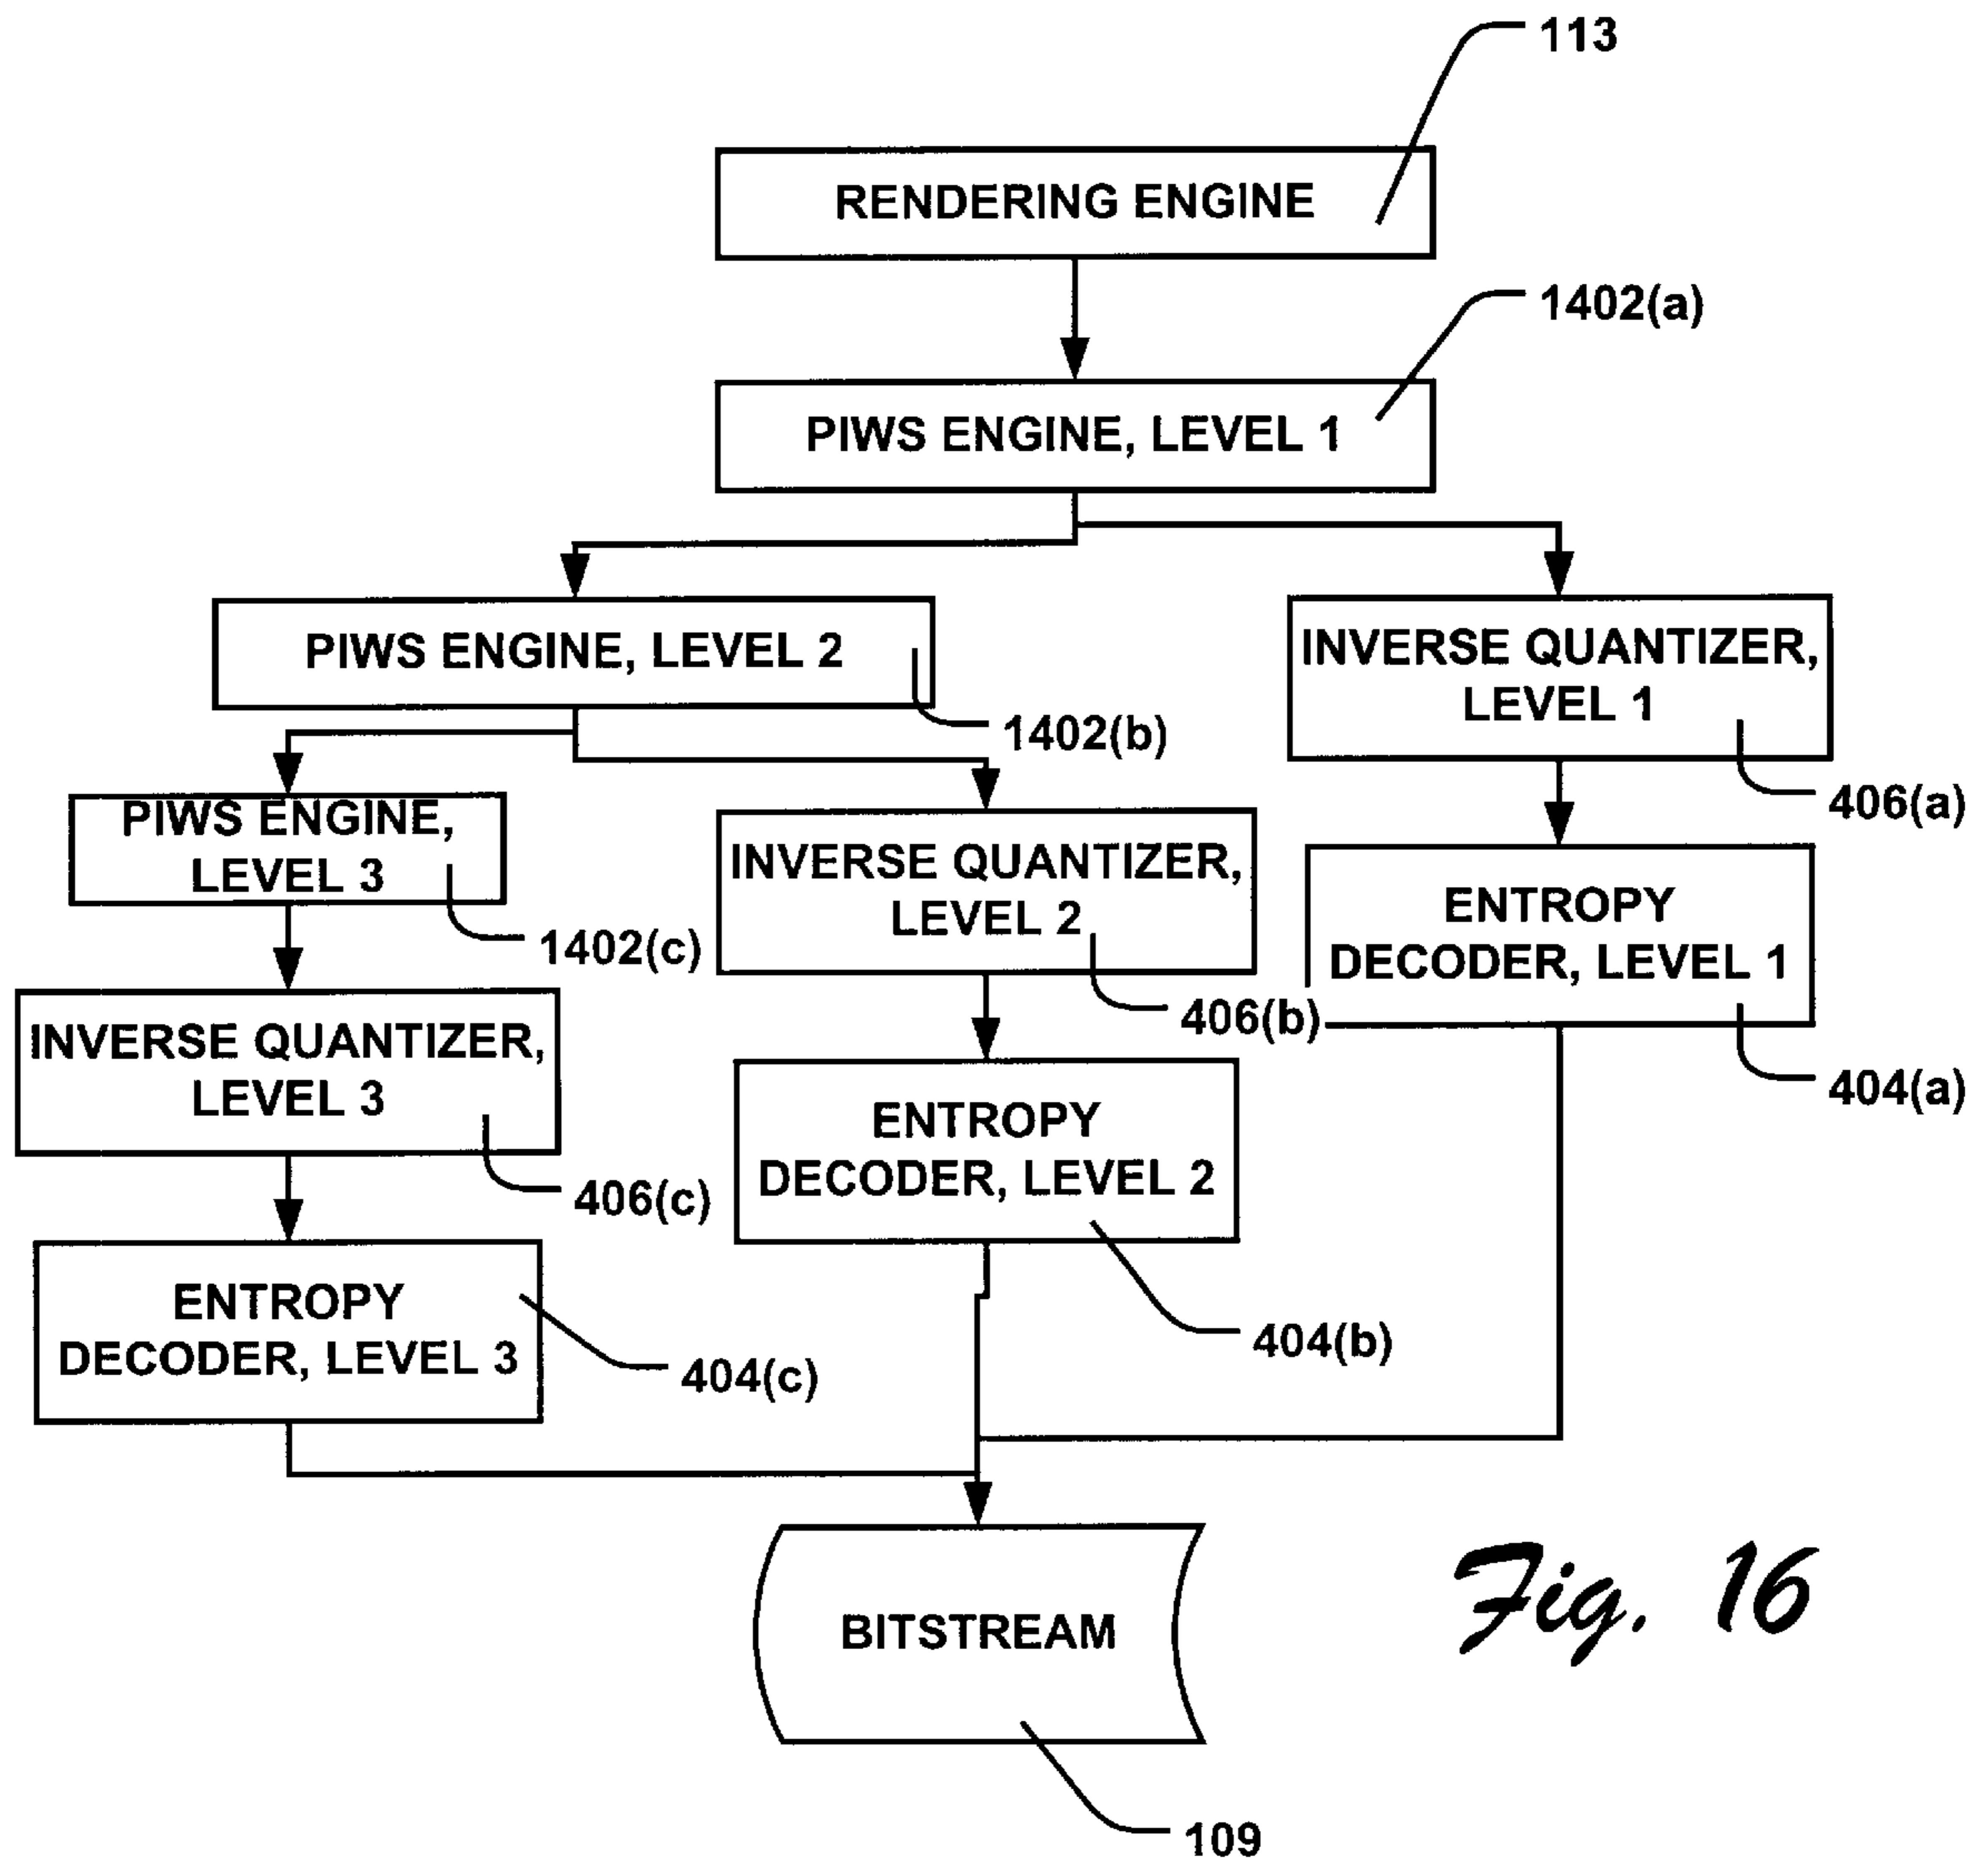 113
RENDERING ENGINE
1402(a)
PIWS ENGINE, LEVEL 1
PIWS ENGINE, LEVEL 2
1402(b)
INVERSE QUANTIZER,
LEVEL 1
406(a)
PIWS ENGINE,
LEVEL 3
1402(c)
INVERSE QUANTIZER,
LEVEL 2
406(b)
ENTROPY
DECODER, LEVEL 1
404(a)
INVERSE QUANTIZER,
LEVEL 3
406(c)
ENTROPY
DECODER, LEVEL 2
404(b)
ENTROPY
DECODER, LEVEL 3
404(c)
BITSTREAM
109
Fig. 16